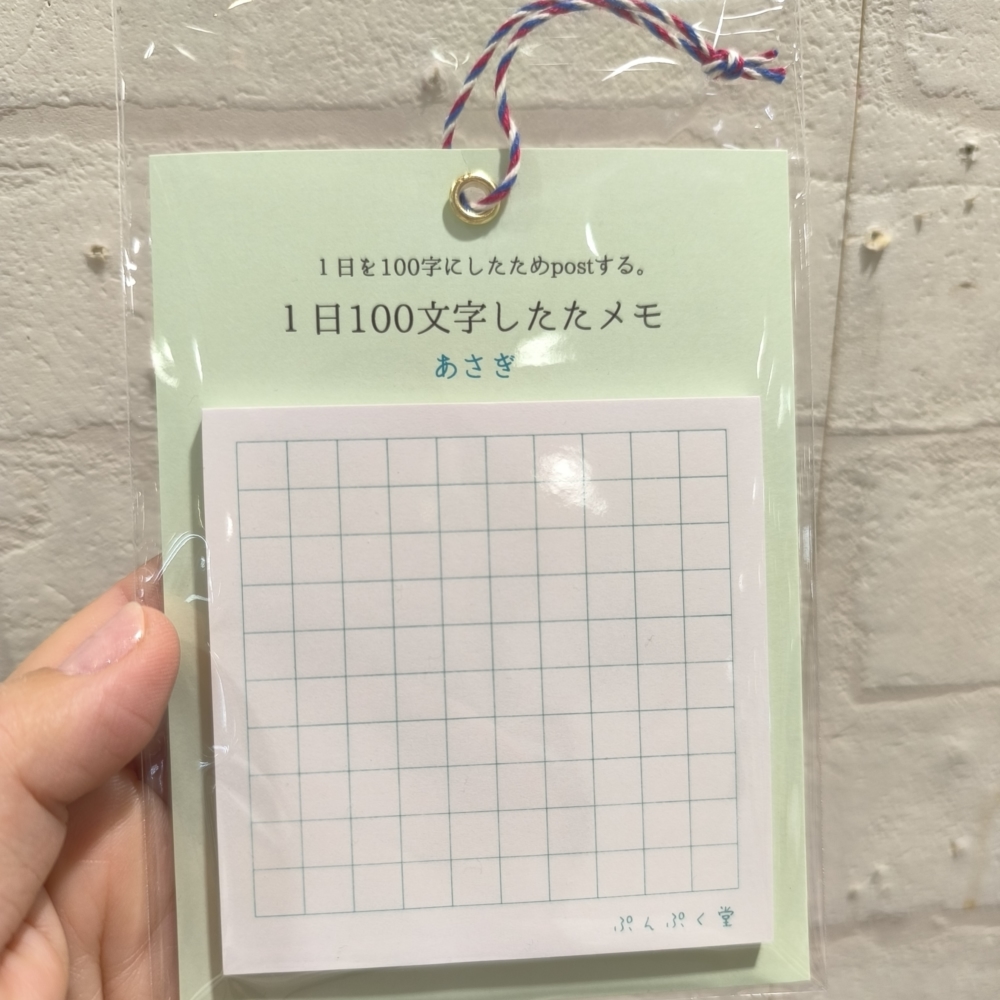 1日を100字にしたためpostする。
1日100文字したたメモ
あさぎ
ぷんぷく堂